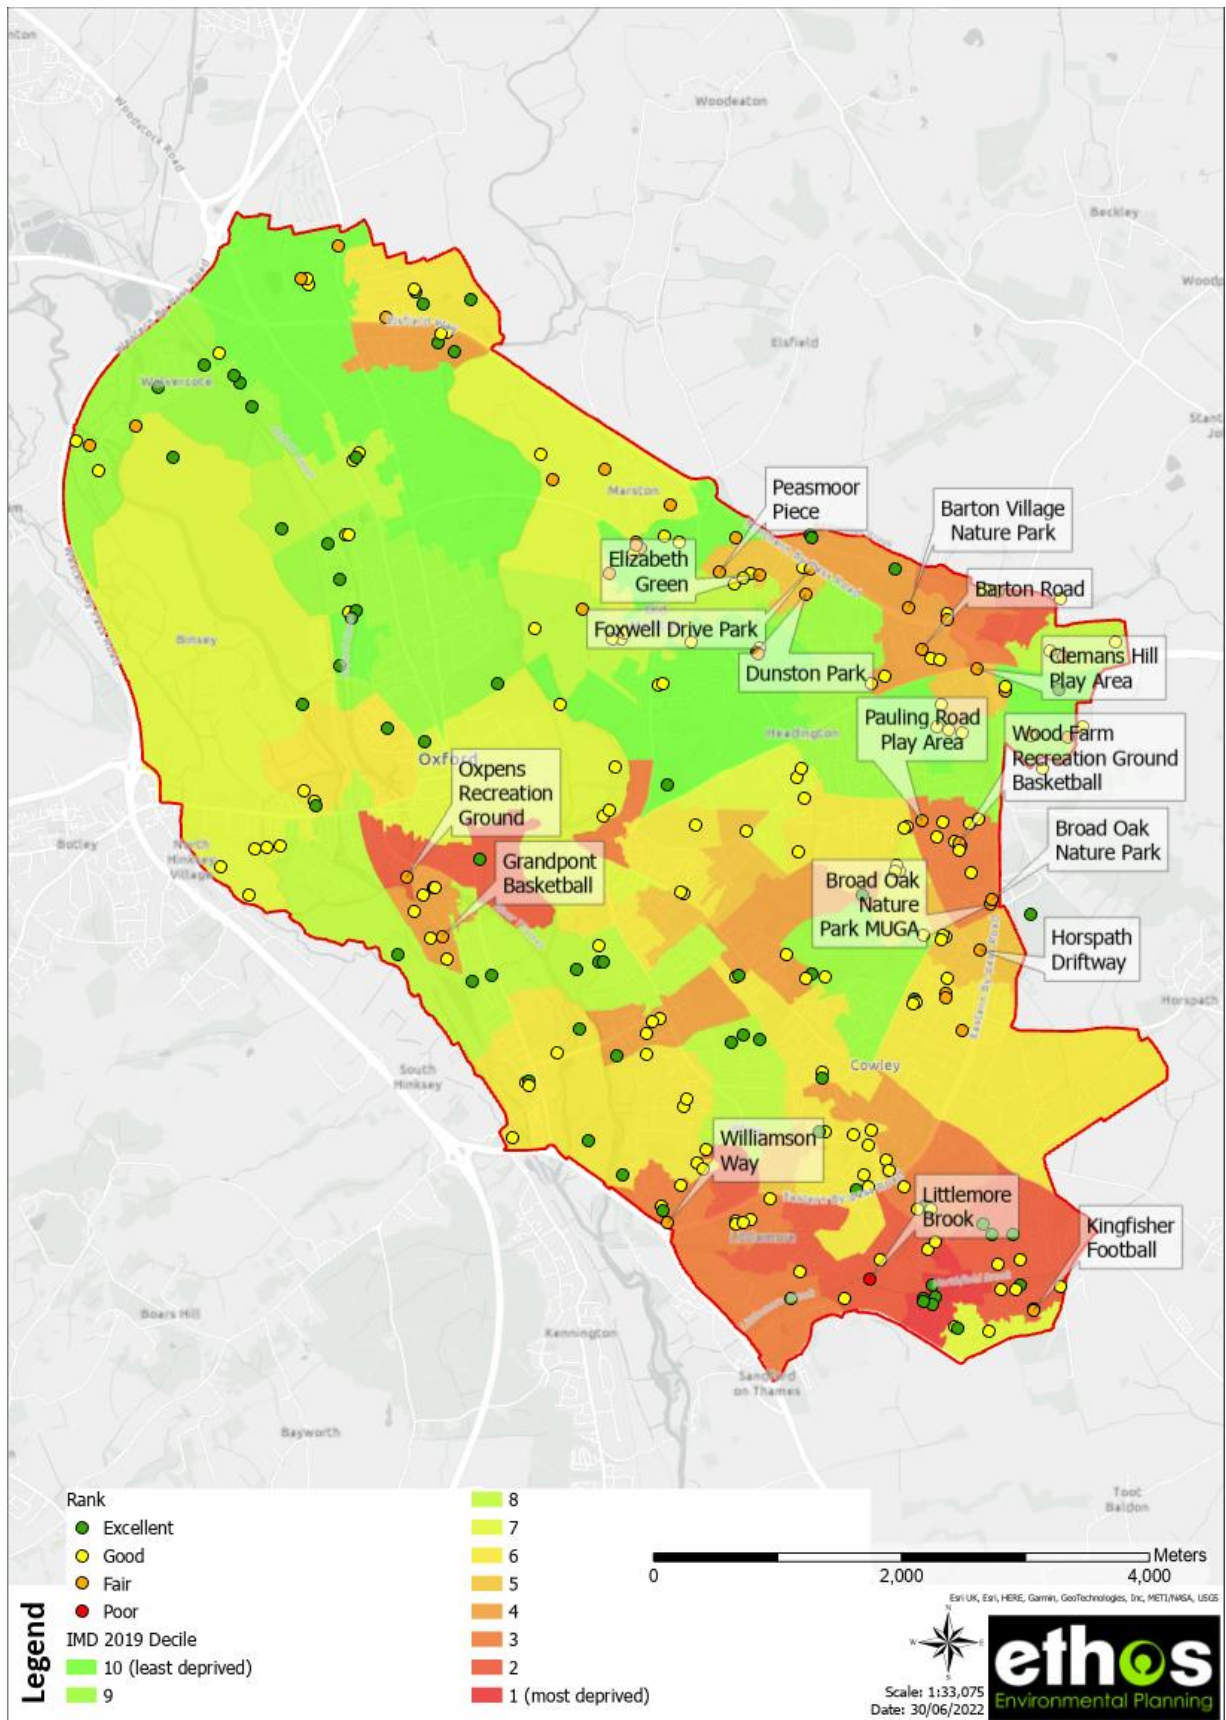 Woodstock Road
Woodeaton
Beckley
Elsfield
Wolvercote
Marston
Peasmoor
Piece
Barton Village
Nature Park
Elizabeth
Green
Barton Road
Foxwell Drive Park
Binsey
Dunston Park
Clemans Hill
Play Area
Headington
Pauling Road
Play Area
Wood Farm
Recreation Ground
Basketball
Oxford
Oxpens
Recreation
Ground
Botley
North
Hinksey
Village
Grandpont
Basketball
Broad Oak
Nature Park
Broad Oak
Nature
Park MUGA
Horspath
Driftway
Horspath
South
Hinksey
Cowley
Williamson
Way
Littlemore
Brook
Littlemore
Kingfisher
Football
Boars Hill
Kennington
Sandford
on Thames
Bayworth
Toot
Baldon
Legend
Rank
Excellent
Good
Fair
Poor
IMD 2019 Decile
10 (least deprived)
9
8
7
6
5
4
3
2
1 (most deprived)
Meters
0
2,000
4,000
Esri UK, Esri, HERE, Garmin, GeoTechnologies, Inc, METI/NASA, USGS
N
W
E
S
Scale: 1:33,075
Date: 30/06/2022
ethos
Environmental Planning